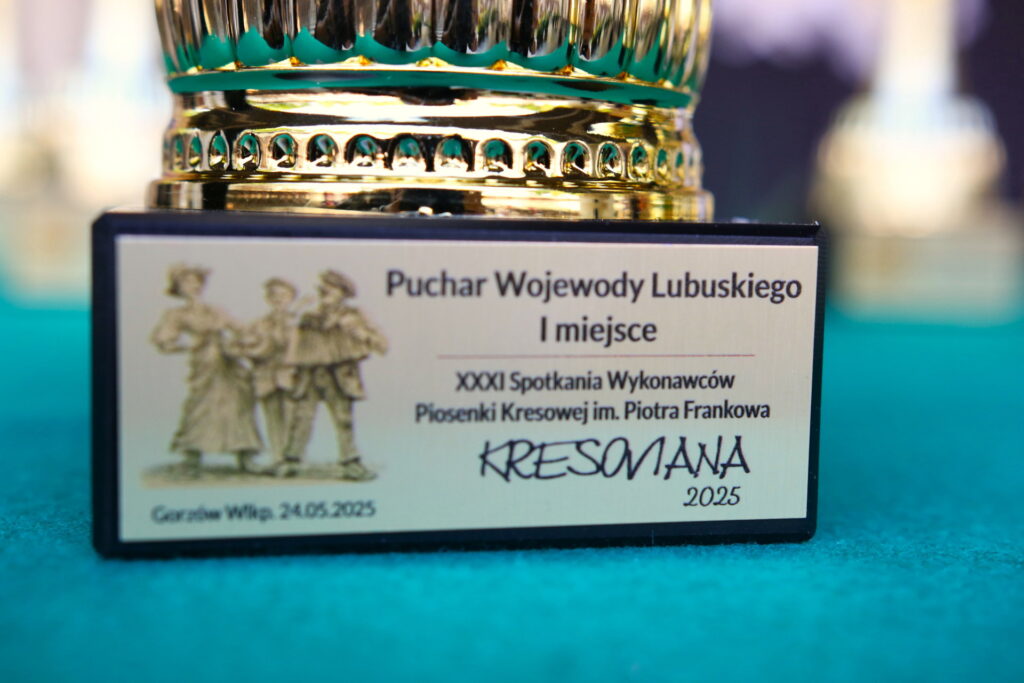 Puchar Wojewody Lubuskiego
I miejsce
XXXI Spotkania Wykonawców
Piosenki Kresowej im. Piotra Frankowa
KRESOVIANA
2025
Gorzów Wlkp. 24.05.2025